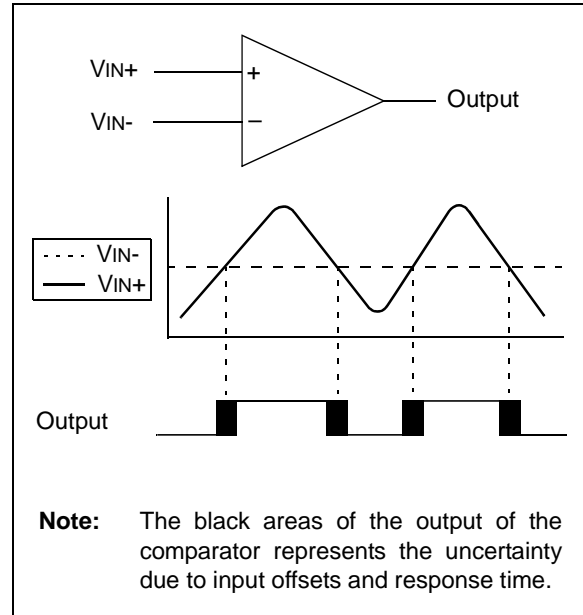 VIN+
+
Output
VIN-
–
VIN-
VIN+
Output
Note: The black areas of the output of the
comparator represents the uncertainty
due to input offsets and response time.